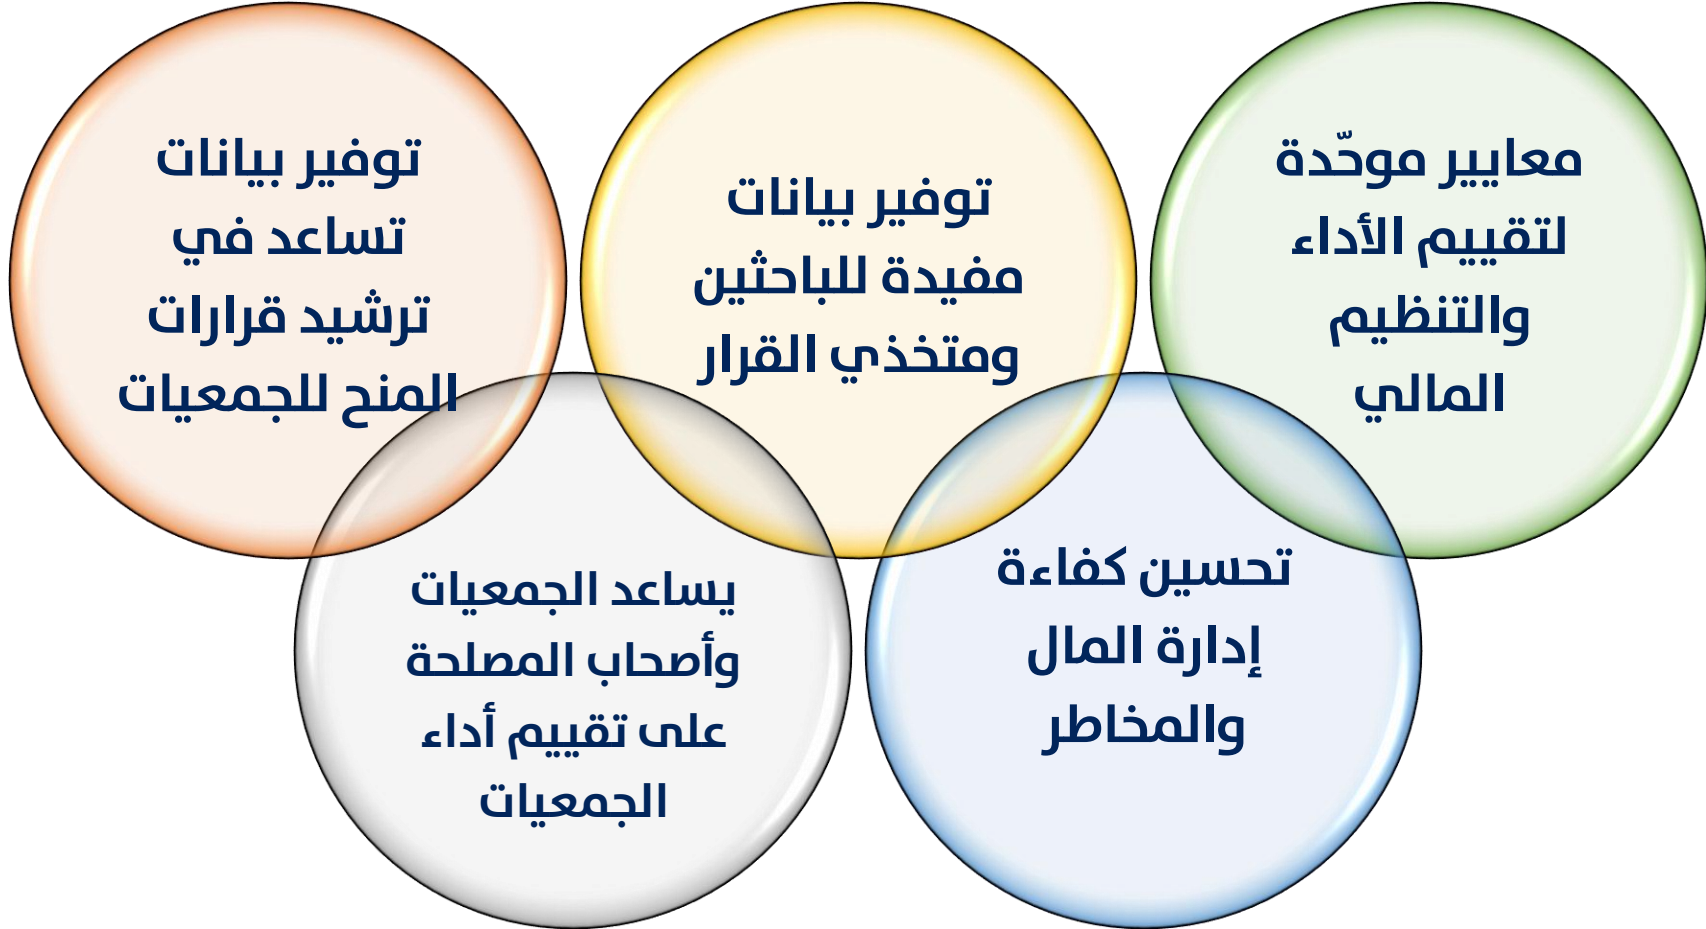 معايير موحّدة
لتقييم الأداء
والتنظيم
المالي
تحسين كفاءة
إدارة المال
والمخاطر
توفير بيانات
مفيدة للباحثين
ومتخذي القرار
يساعد الجمعيات
وأصحاب المصلحة
على تقييم أداء
الجمعيات
توفير بيانات
تساعد في
ترشيد قرارات
المنح للجمعيات